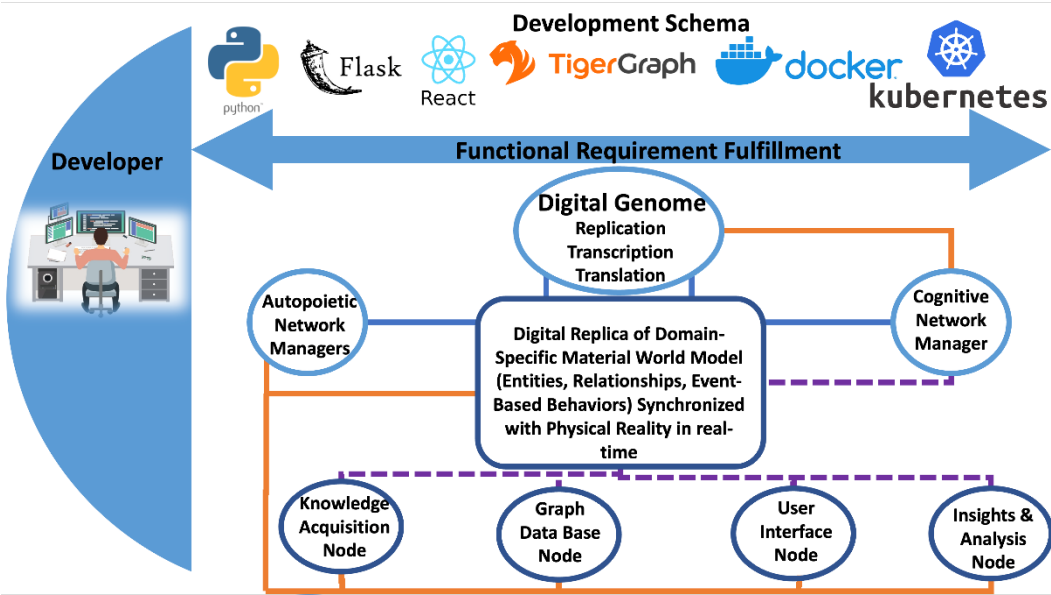 Development Schema
python
Flask
React
TigerGraph
docker
kubernetes
Developer
Functional Requirement Fulfillment
Digital Genome
Replication
Transcription
Translation
Autopoietic
Network
Managers
Cognitive
Network
Manager
Digital Replica of Domain-
Specific Material World Model
(Entities, Relationships, Event-
Based Behaviors) Synchronized
with Physical Reality in real-
time
Knowledge
Acquisition
Node
Graph
Data Base
Node
User
Interface
Node
Insights &
Analysis
Node